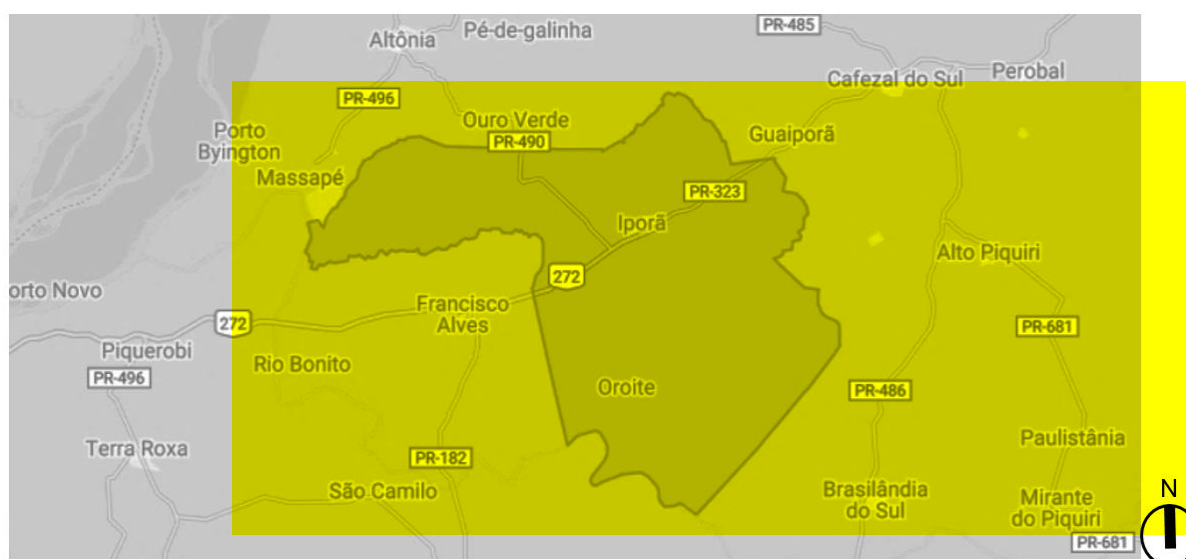 Altônia
Pé-de-galinha
PR-485
Cafezal do Sul
Perobal
PR-496
Ouro Verde
PR-490
Porto
Byington
Guaiporã
Massapé
PR-323
Iporã
Alto Piquiri
272
orto Novo
Francisco
Alves
272
PR-681
Piquerobi
Rio Bonito
PR-496
Oroite
PR-486
Terra Roxa
PR-182
Paulistânia
São Camilo
Brasilândia
do Sul
Mirante
do Piquiri
N
PR-681